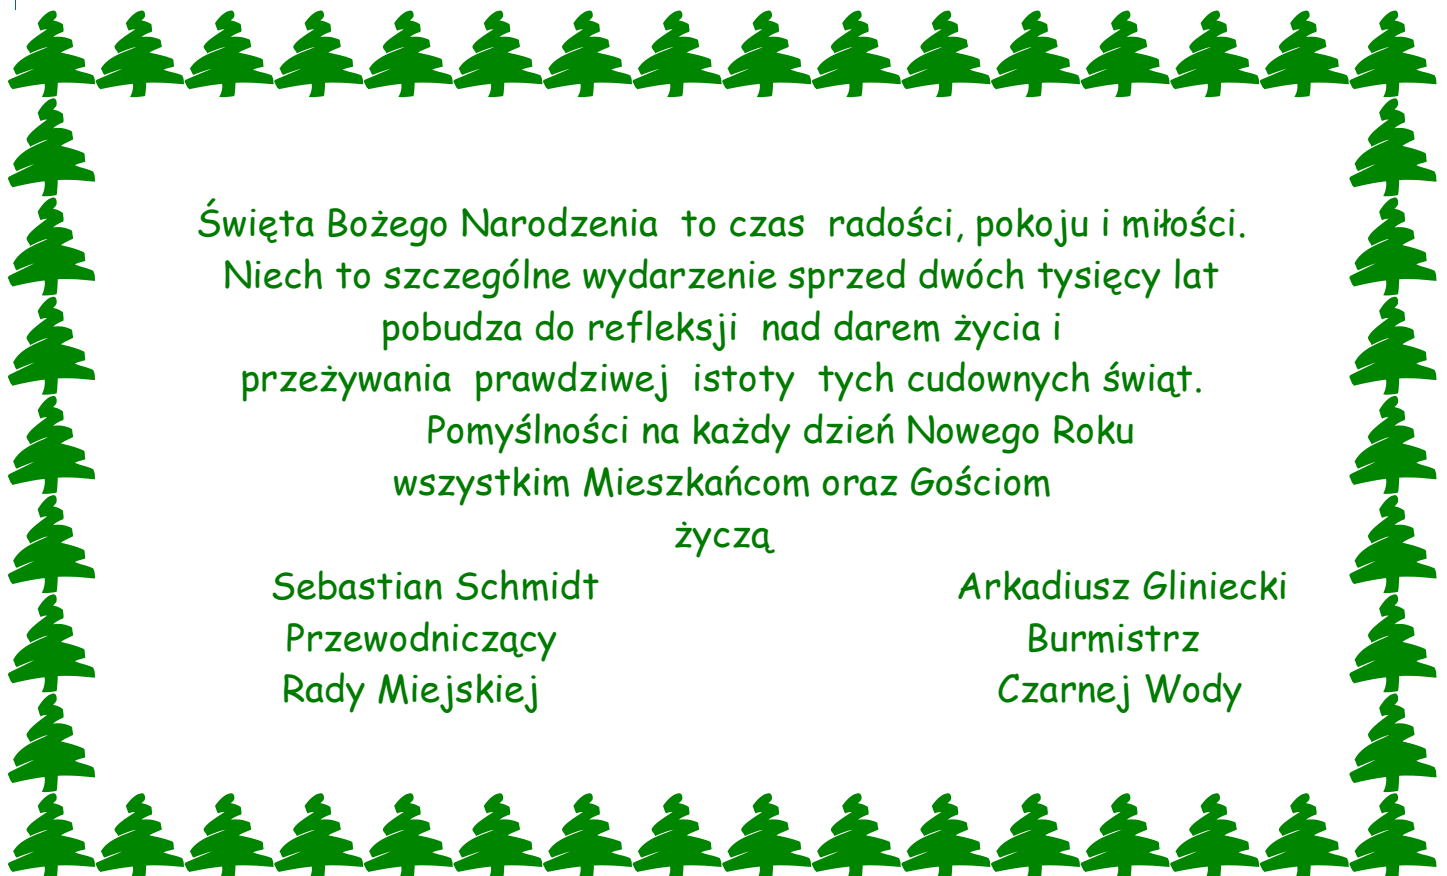 Święta Bożego Narodzenia to czas radości, pokoju i miłości.
Niech to szczególne wydarzenie sprzed dwóch tysięcy lat
pobudza do refleksji nad darem życia i
przeżywania prawdziwej istoty tych cudownych świąt.
Pomyślności na każdy dzień Nowego Roku
wszystkim Mieszkańcom oraz Gościom
życzą
Sebastian Schmidt Arkadiusz Gliniecki
Przewodniczący Burmistrz
Rady Miejskiej Czarnej Wody